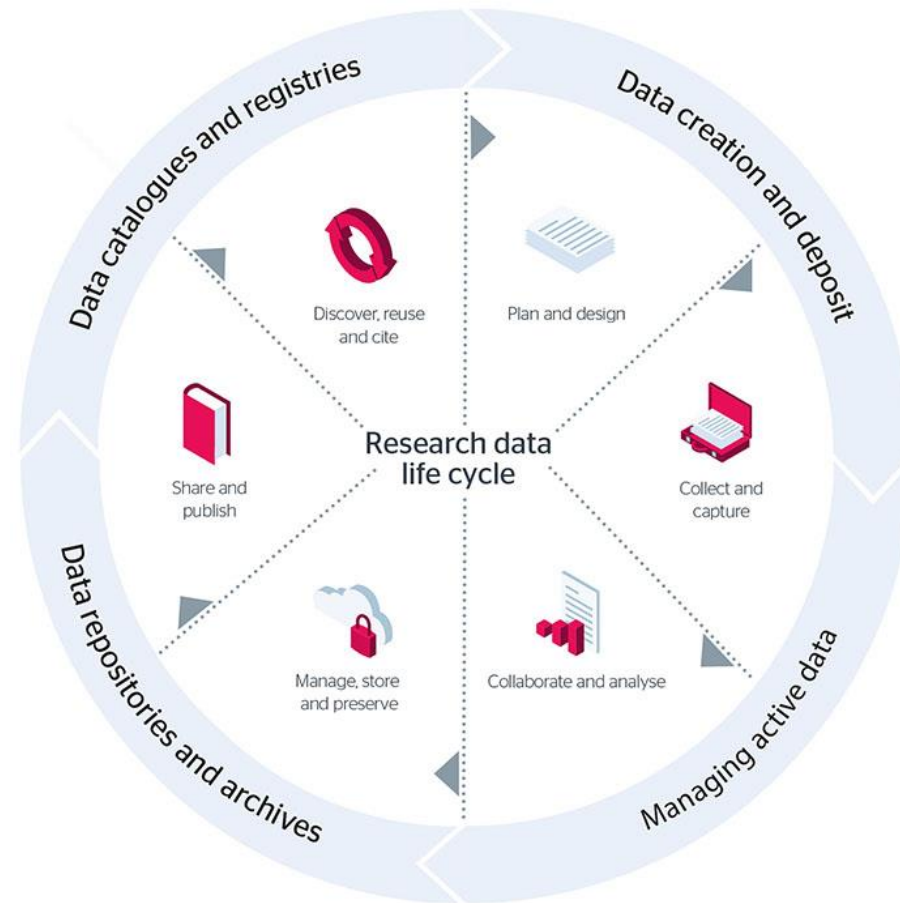 Data catalogues and registries
Data creation and deposit
Discover, reuse
and cite
Plan and design
Research data
life cycle
Share and
publish
Collect and
capture
Manage, store
and preserve
Collaborate and analyse
Data repositories and archives
Managing active data